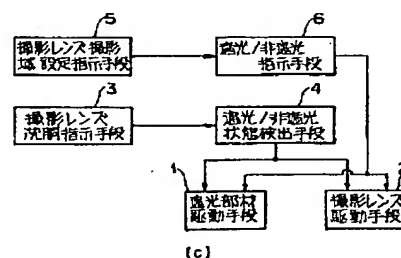 5
撮影レンズ撮影
域設定指示手段
6
遮光/非遮光
指示手段
3
撮影レンズ
沈胴指示手段
4
遮光/非遮光
状態検出手段
1
遮光部材
駆動手段
2
撮影レンズ
駆動手段
(c)